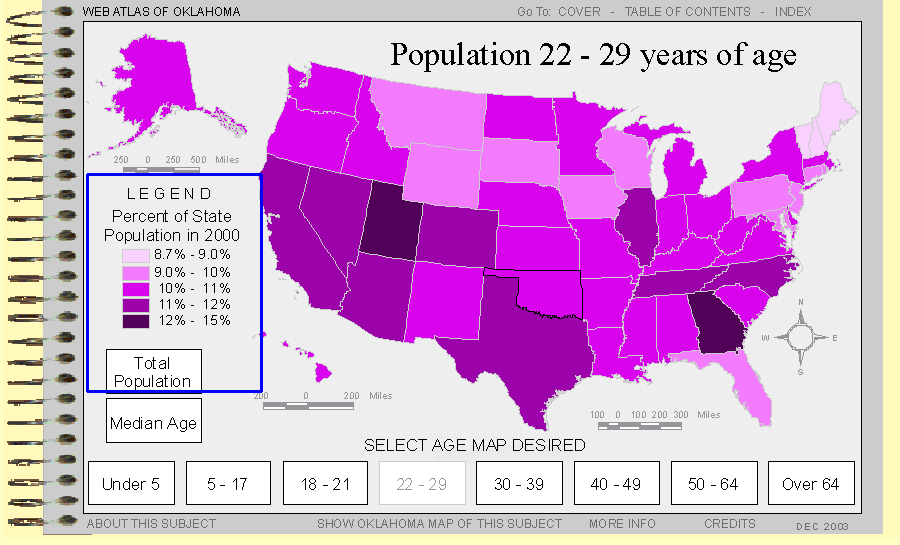 WEB ATLAS OF OKLAHOMA
Go To: COVER - TABLE OF CONTENTS - INDEX
Population 22 - 29 years of age
250 0 250 500 Miles
LEGEND
Percent of State
Population in 2000
8.7% - 9.0%
9.0% - 10%
10% - 11%
11% - 12%
12% - 15%
N
W E
S
Total
Population
200 0 200 Miles
100 0 100 200 300 Miles
Median Age
SELECT AGE MAP DESIRED
Under 5 5 - 17 18 - 21 22 - 29 30 - 39 40 - 49 50 - 64 Over 64
ABOUT THIS SUBJECT SHOW OKLAHOMA MAP OF THIS SUBJECT MORE INFO CREDITS DEC 2003